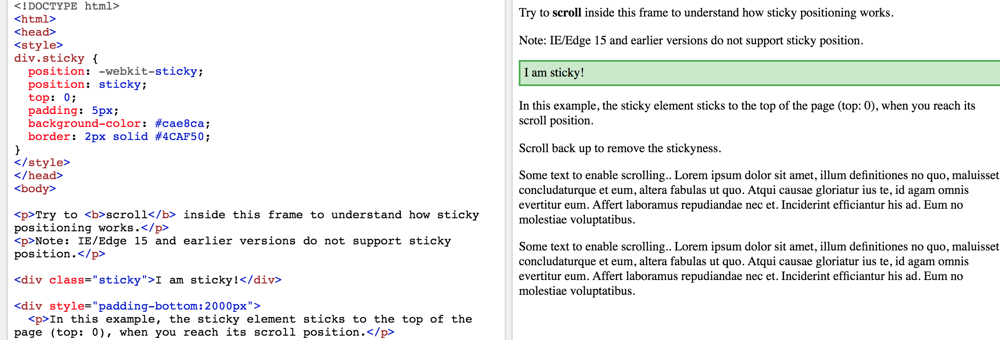 <!DOCTYPE html>
<html>
<head>
<style>
div.sticky {
  position: -webkit-sticky;
  position: sticky;
  top: 0;
  padding: 5px;
  background-color: #cae8ca;
  border: 2px solid #4CAF50;
}
</style>
</head>
<body>
<p>Try to <b>scroll</b> inside this frame to understand how sticky
positioning works.</p>
<p>Note: IE/Edge 15 and earlier versions do not support sticky
position.</p>
<div class="sticky">I am sticky!</div>
<div style="padding-bottom:2000px">
  <p>In this example, the sticky element sticks to the top of the
page (top: 0), when you reach its scroll position.</p>
Try to scroll inside this frame to understand how sticky positioning works.
Note: IE/Edge 15 and earlier versions do not support sticky position.
I am sticky!
In this example, the sticky element sticks to the top of the page (top: 0), when you reach its
scroll position.
Scroll back up to remove the stickyness.
Some text to enable scrolling.. Lorem ipsum dolor sit amet, illum definitiones no quo, maluisset
concludaturque et eum, altera fabulas ut quo. Atqui causae gloriatur ius te, id agam omnis
evertitur eum. Affert laboramus repudiandae nec et. Inciderint efficiantur his ad. Eum no
molestiae voluptatibus.
Some text to enable scrolling.. Lorem ipsum dolor sit amet, illum definitiones no quo, maluisset
concludaturque et eum, altera fabulas ut quo. Atqui causae gloriatur ius te, id agam omnis
evertitur eum. Affert laboramus repudiandae nec et. Inciderint efficiantur his ad. Eum no
molestiae voluptatibus.